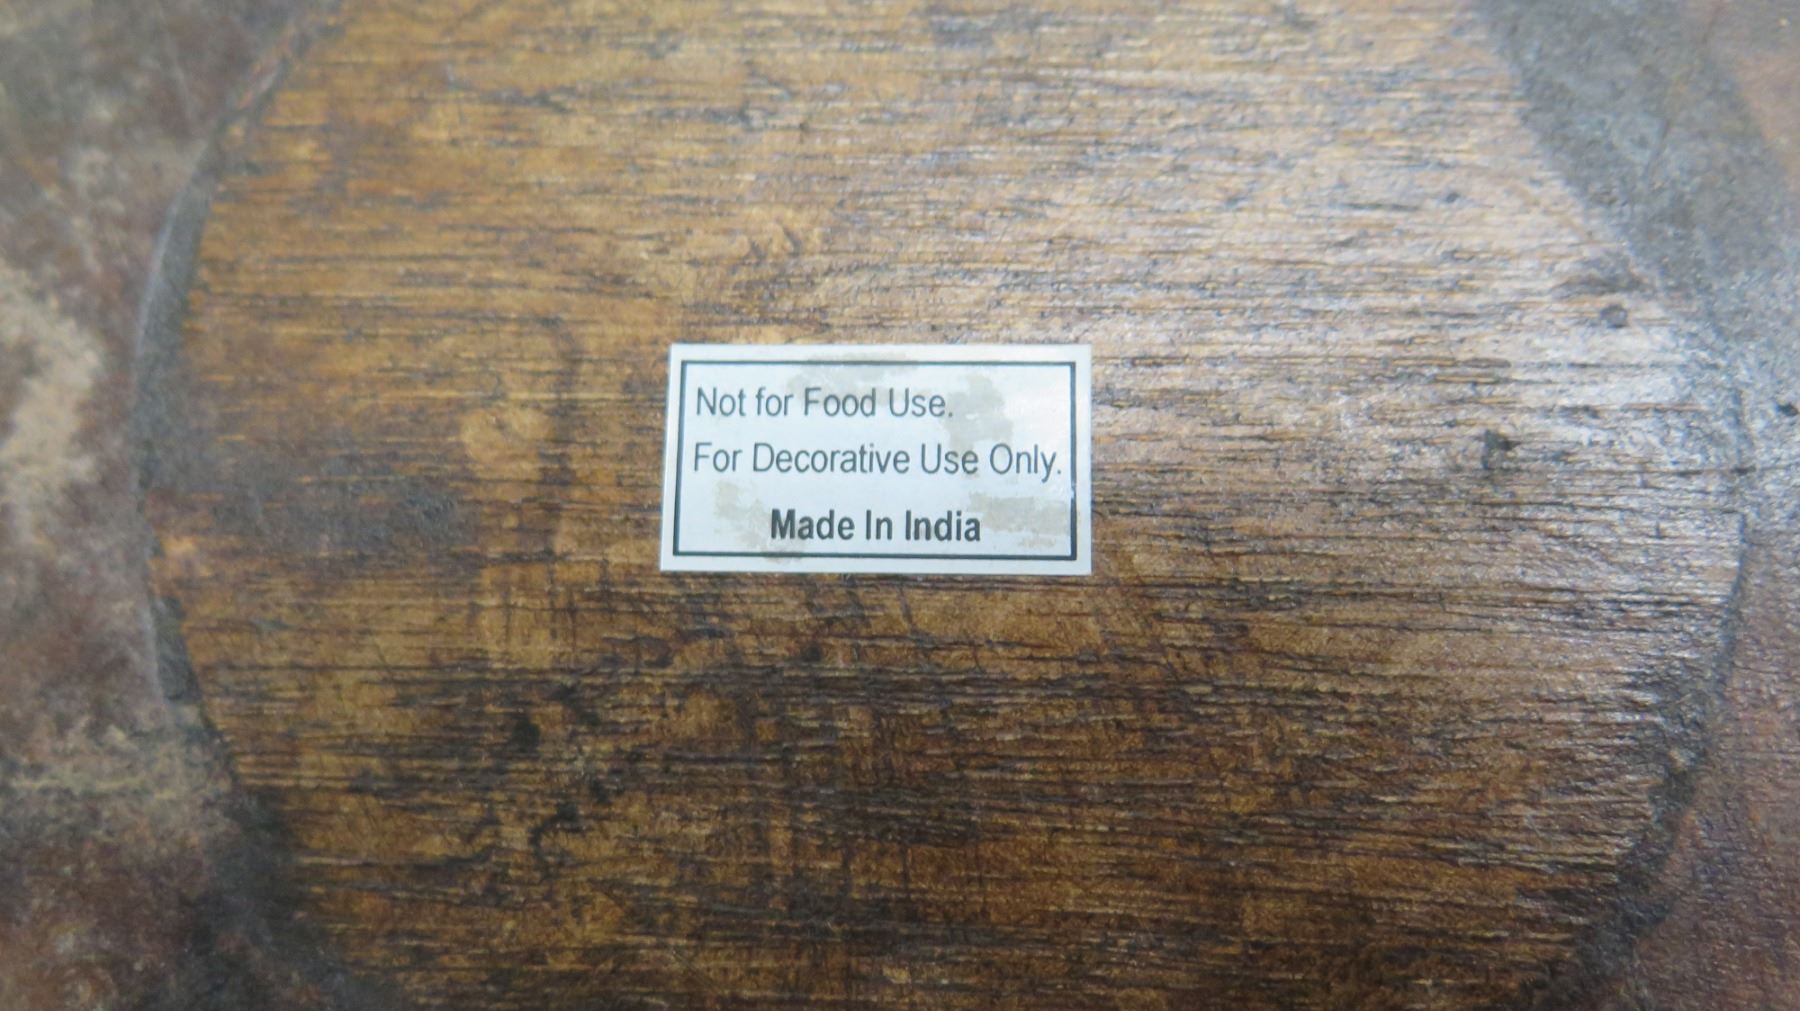 Not for Food Use.
For Decorative Use Only.
Made In India